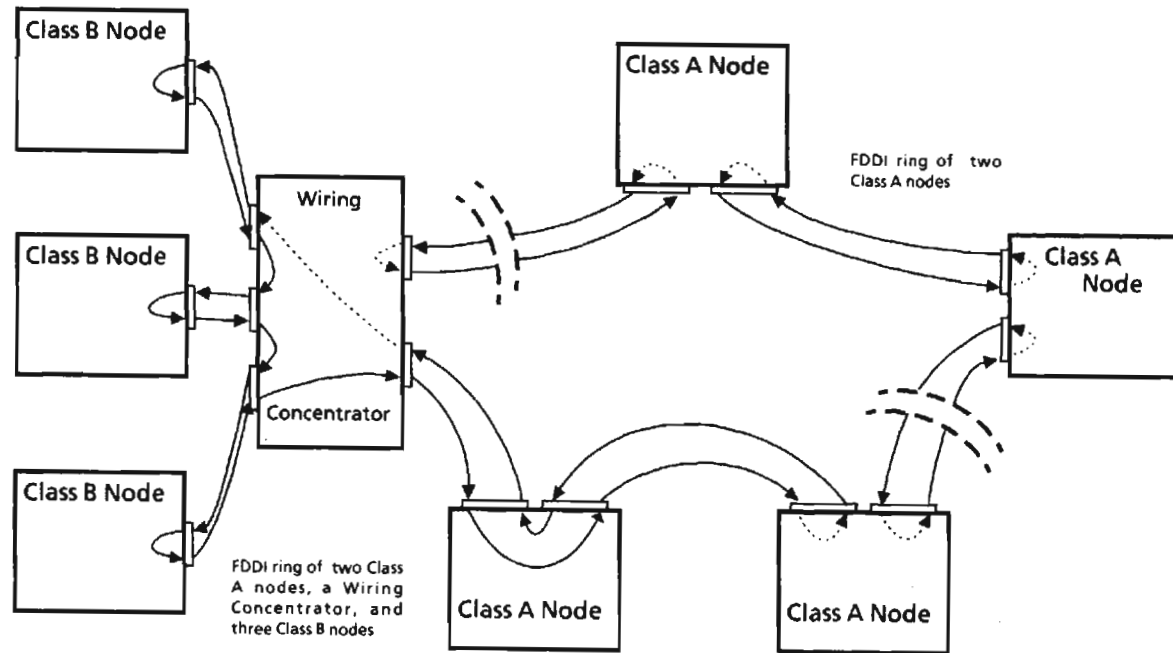 Class B Node
Class A Node
FDDI ring of two
Class A nodes
Wiring
Class B Node
Class A
Node
Concentrator
Class B Node
FDDI ring of two Class
A nodes, a Wiring
Concentrator, and
three Class B nodes
Class A Node
Class A Node